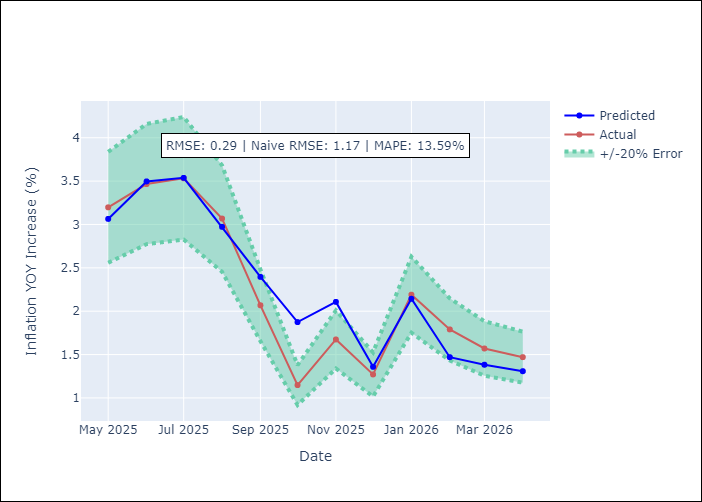 Predicted
Actual
+/-20% Error
RMSE: 0.29 | Naive RMSE: 1.17 | MAPE: 13.59%
Inflation YOY Increase (%)
4
3.5
3
2.5
2
1.5
1
May 2025
Jul 2025
Sep 2025
Nov 2025
Jan 2026
Mar 2026
Date